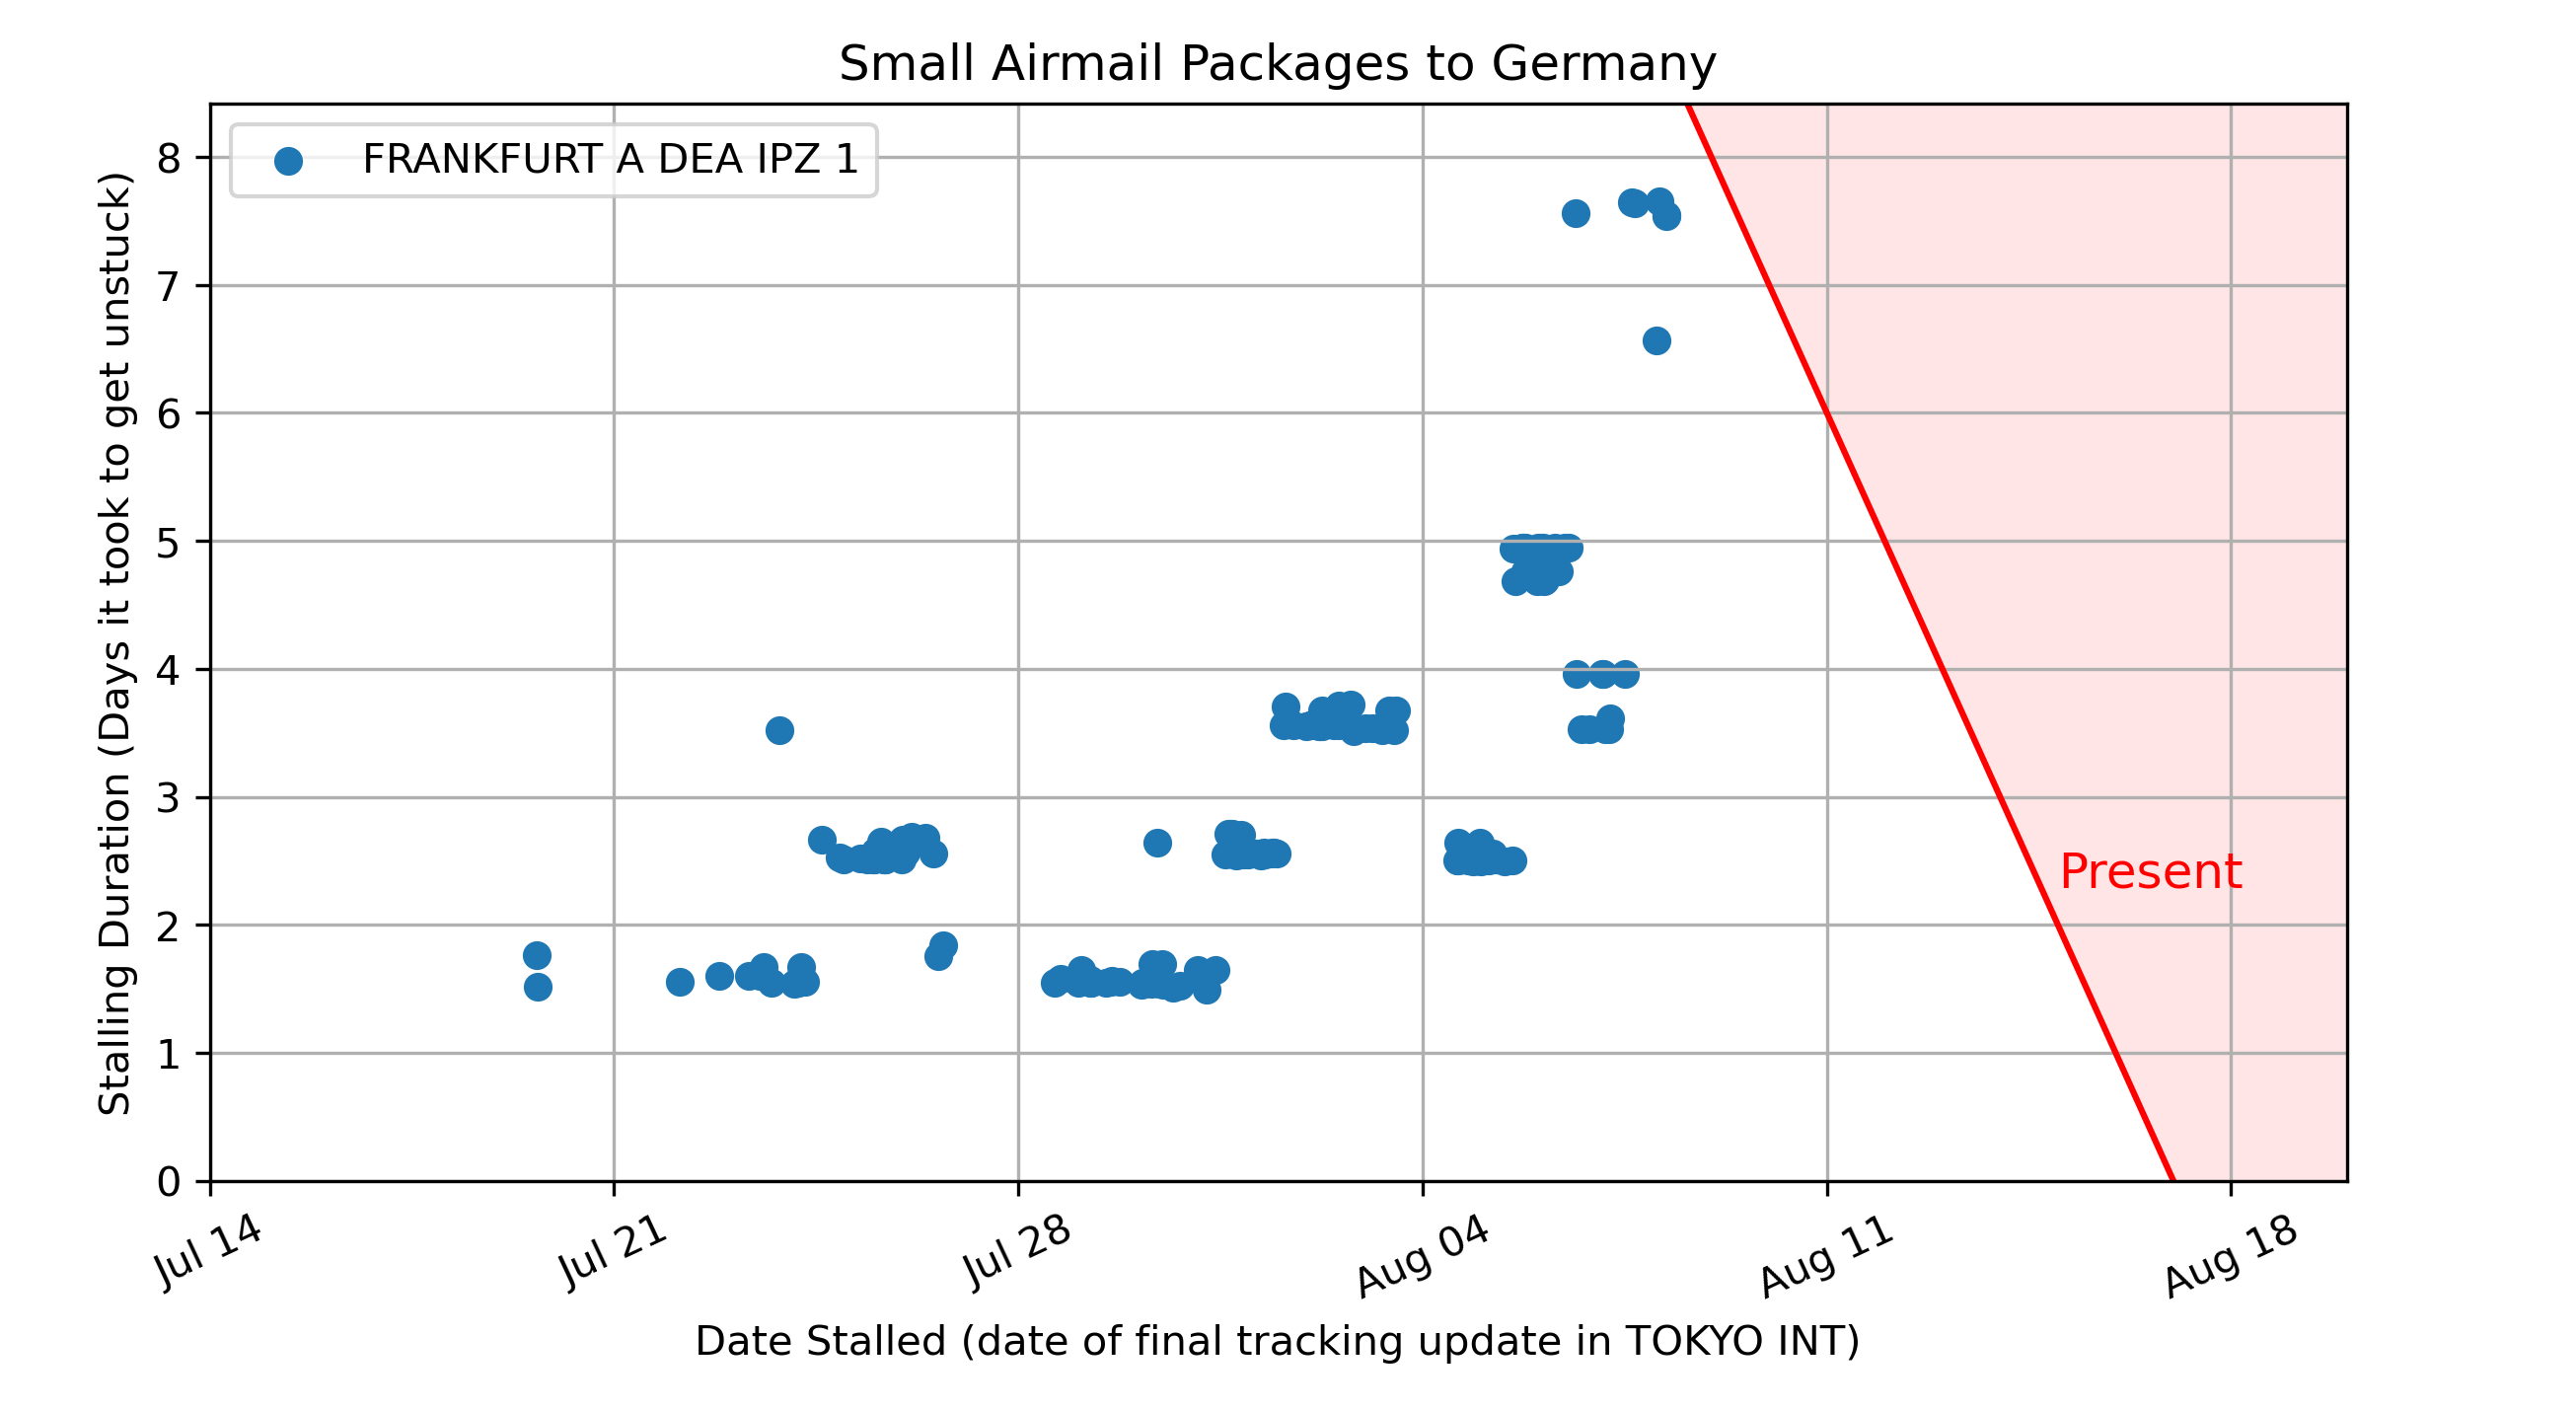 Small Airmail Packages to Germany
FRANKFURT A DEA IPZ 1
Stalling Duration (Days it took to get unstuck)
8
7
6
5
4
3
2
1
0
Present
Jul 14
Jul 21
Jul 28
Aug 04
Aug 11
Aug 18
Date Stalled (date of final tracking update in TOKYO INT)